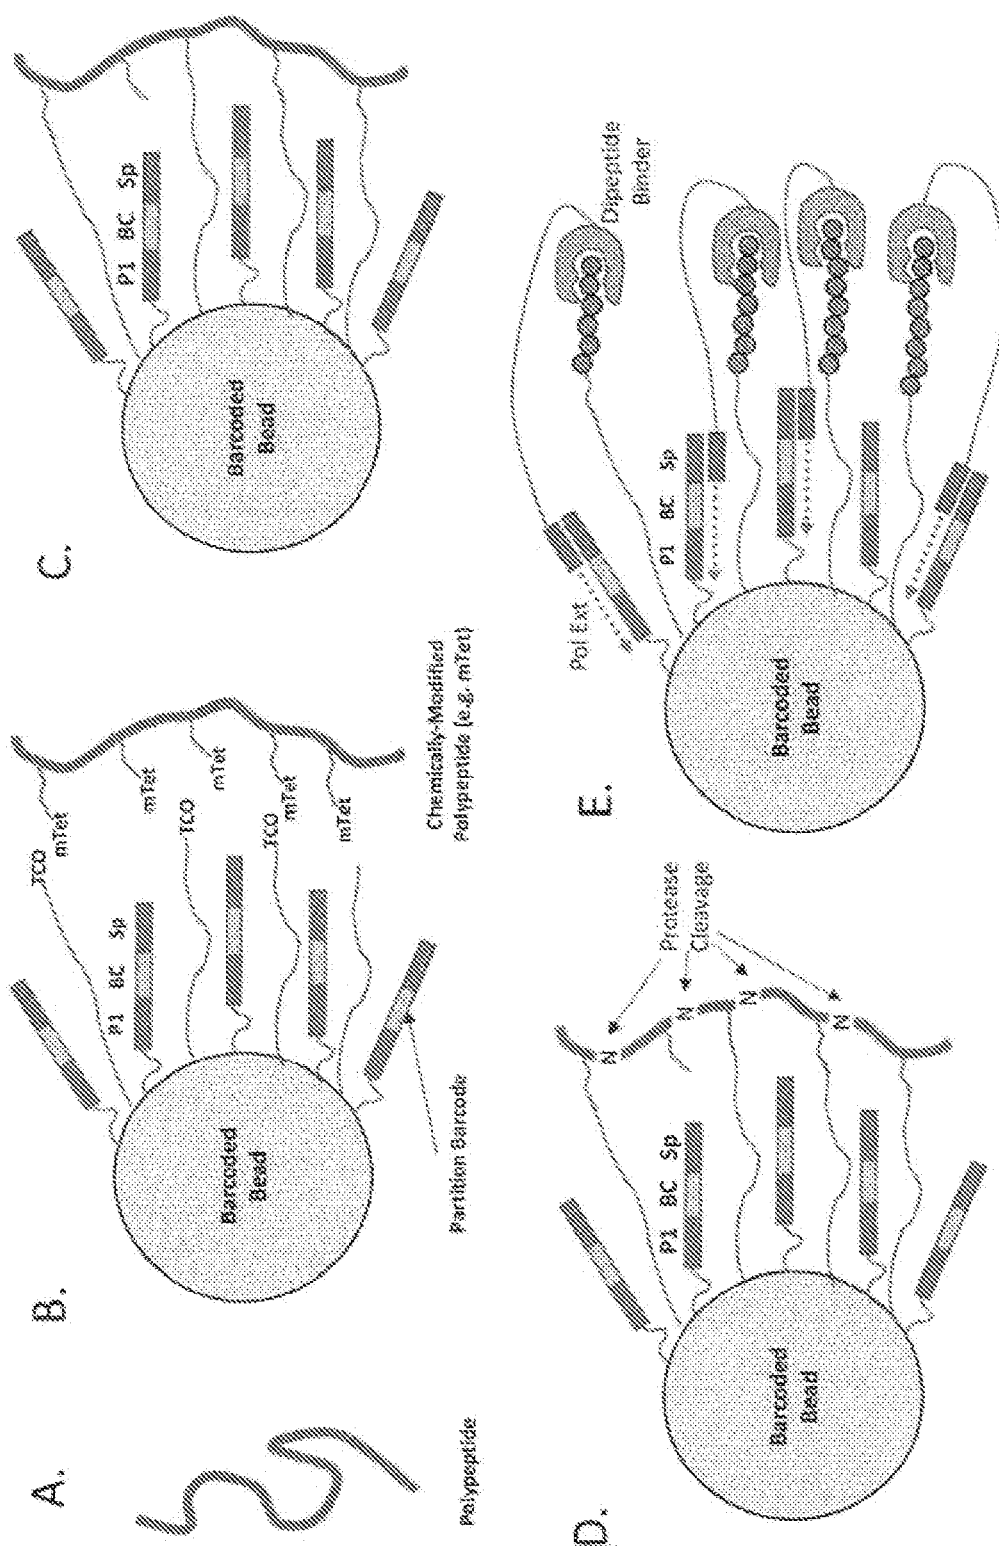 A.
Polypeptide
B.
Barcoded
Bead
P1 BC Sp
TCO
mTet
mTet
TCO
mTet
TCO
mTet
mTet
Partition Barcode
Chemically-Modified
Polypeptide (e.g. mTet)
C.
Barcoded
Bead
P1 BC Sp
D.
Barcoded
Bead
P1 BC Sp
N
N
N
N
Protease
Cleavage
E.
Barcoded
Bead
Pol Ext
P1 BC Sp
Dipeptide
Binder